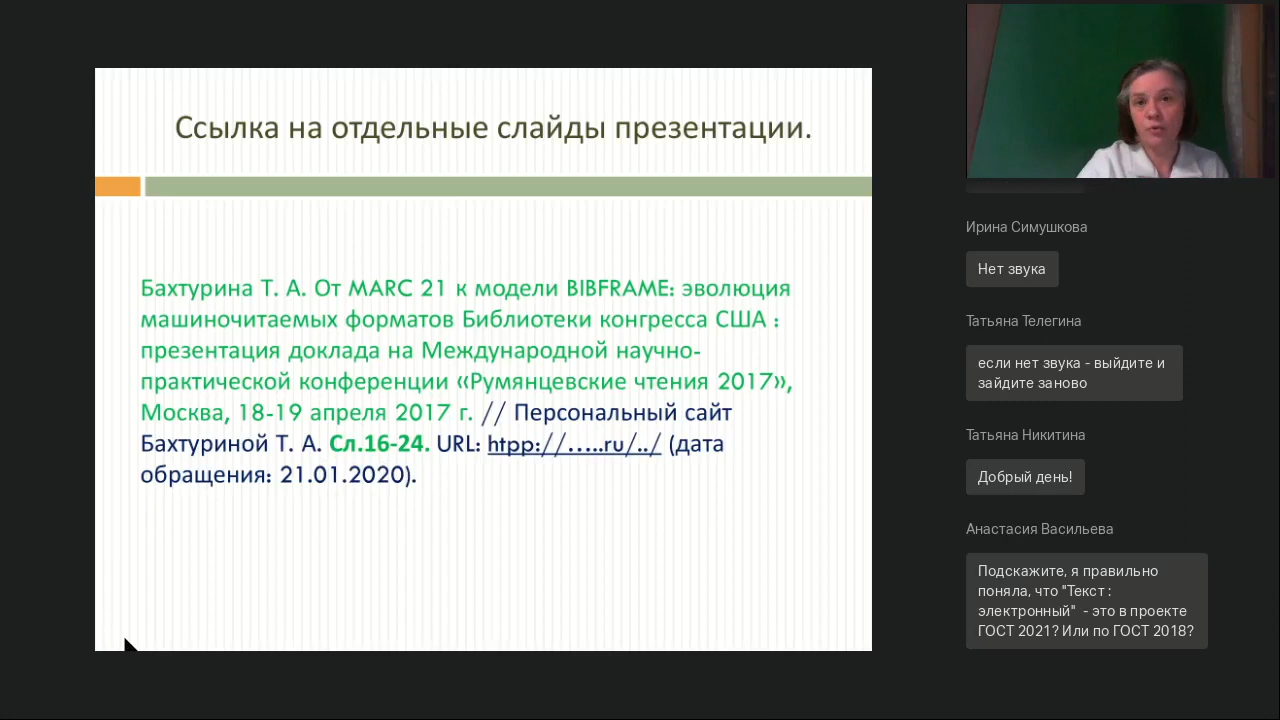 Ссылка на отдельные слайды презентации.
Бахтурина Т. А. От MARC 21 к модели BIBFRAME: эволюция
машиночитаемых форматов Библиотеки конгресса США :
презентация доклада на Международной научно-
практической конференции «Румянцевские чтения 2017»,
Москва, 18-19 апреля 2017 г. // Персональный сайт
Бахтуриной Т. А. Сл.16-24. URL: htpp://…..ru/../ (дата
обращения: 21.01.2020).
Ирина Симушкова
Нет звука
Татьяна Телегина
если нет звука - выйдите и
зайдите заново
Татьяна Никитина
Добрый день!
Анастасия Васильева
Подскажите, я правильно
поняла, что "Текст :
электронный" - это в проекте
ГОСТ 2021? Или по ГОСТ 2018?